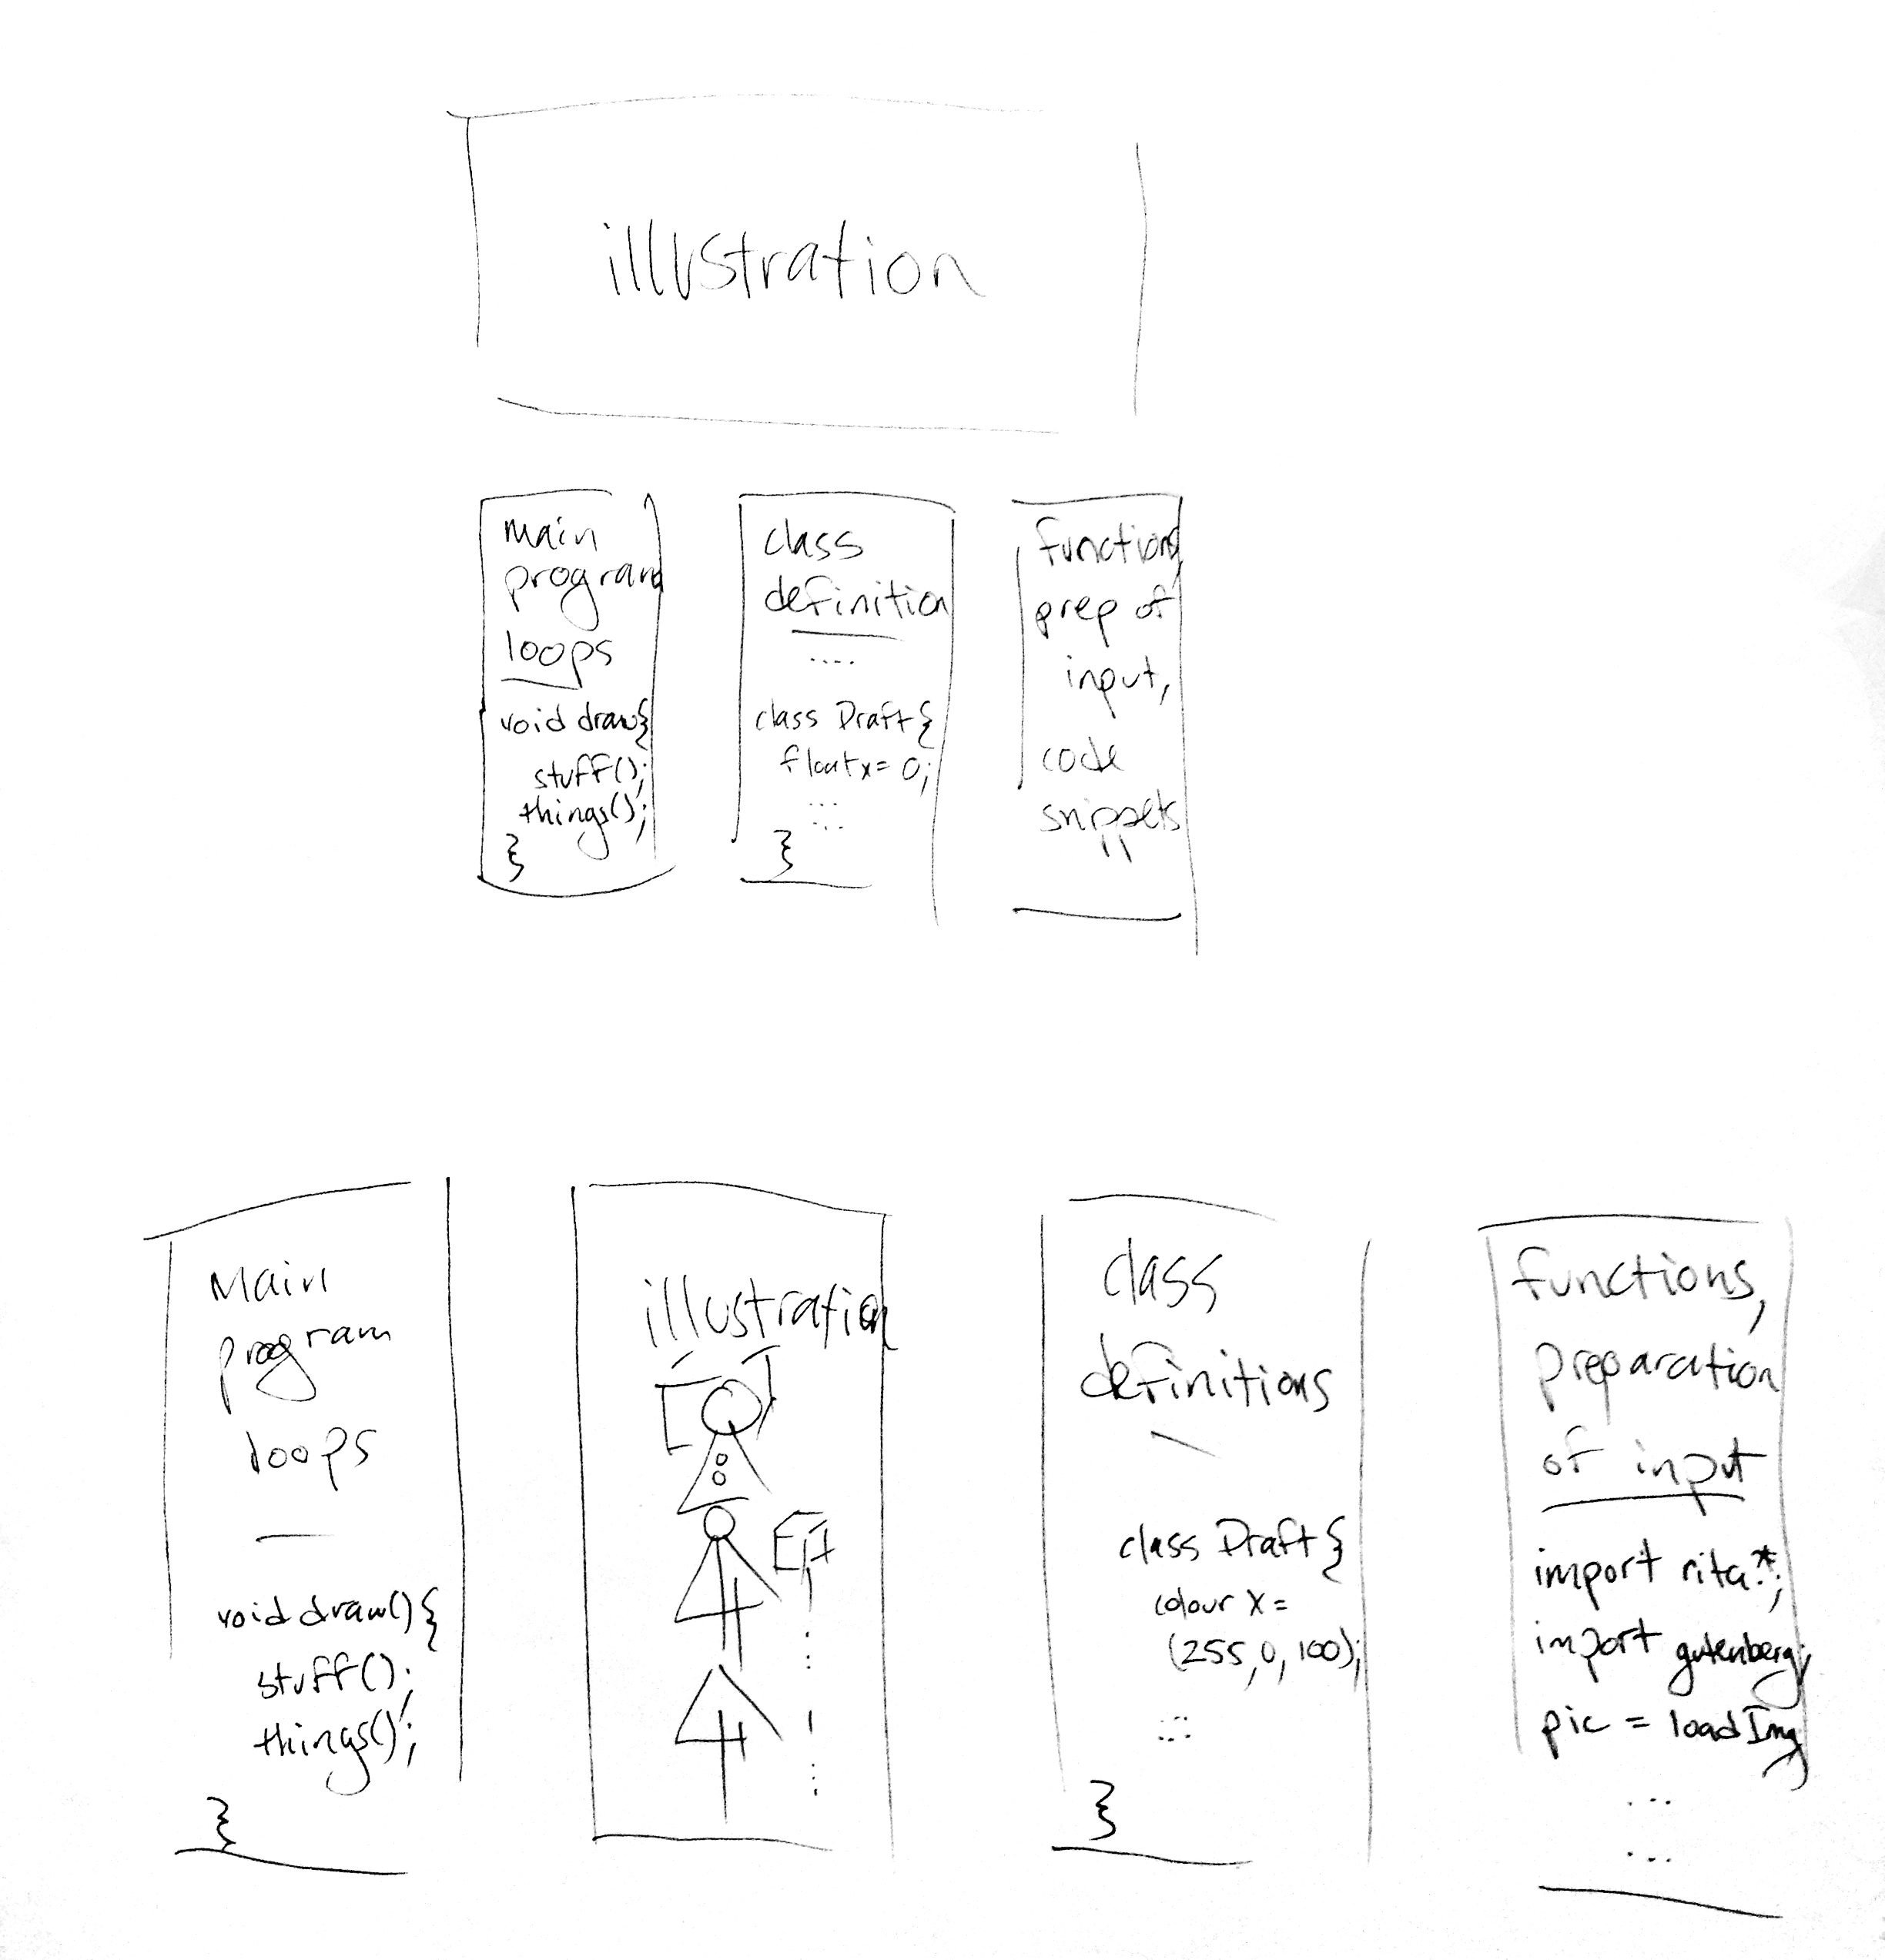 illustration
main
program
loops
void draw{
stuff();
things();
}
class
definition
....
class Draft{
float x = 0;
...
...
}
functions,
prep of
input,
code
snippets
Main
program
loops
void draw() {
stuff();
things();
}
illustration
class
definitions
class Draft {
colour x =
(255, 0, 100);
}
functions,
preparation
of input
import rita.*;
import gutenberg;
pic = loadImg
...
...